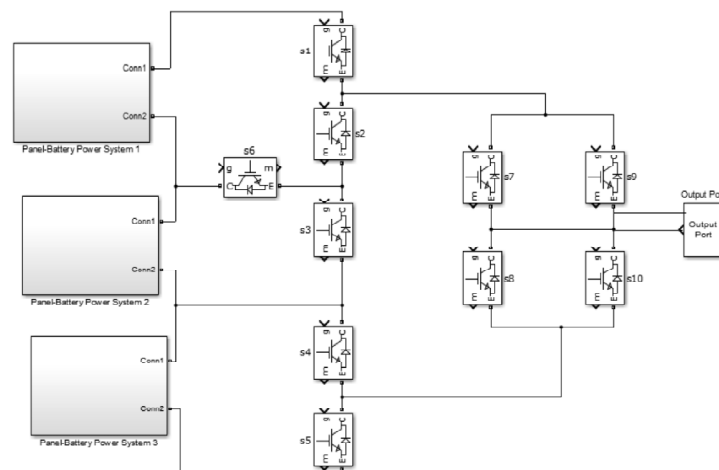 Conn1
Conn2
Panel-Battery Power System 1
Conn1
Conn2
Panel-Battery Power System 2
Conn1
Conn2
Panel-Battery Power System 3
g C
s1
E E
g C
s2
E E
s6
g m
C E
g C
s3
E E
g C
s4
E E
g C
s5
E E
g C
s7
E E
g C
s9
E E
g C
s8
E E
g C
s10
E E
Output Po
Output
Port